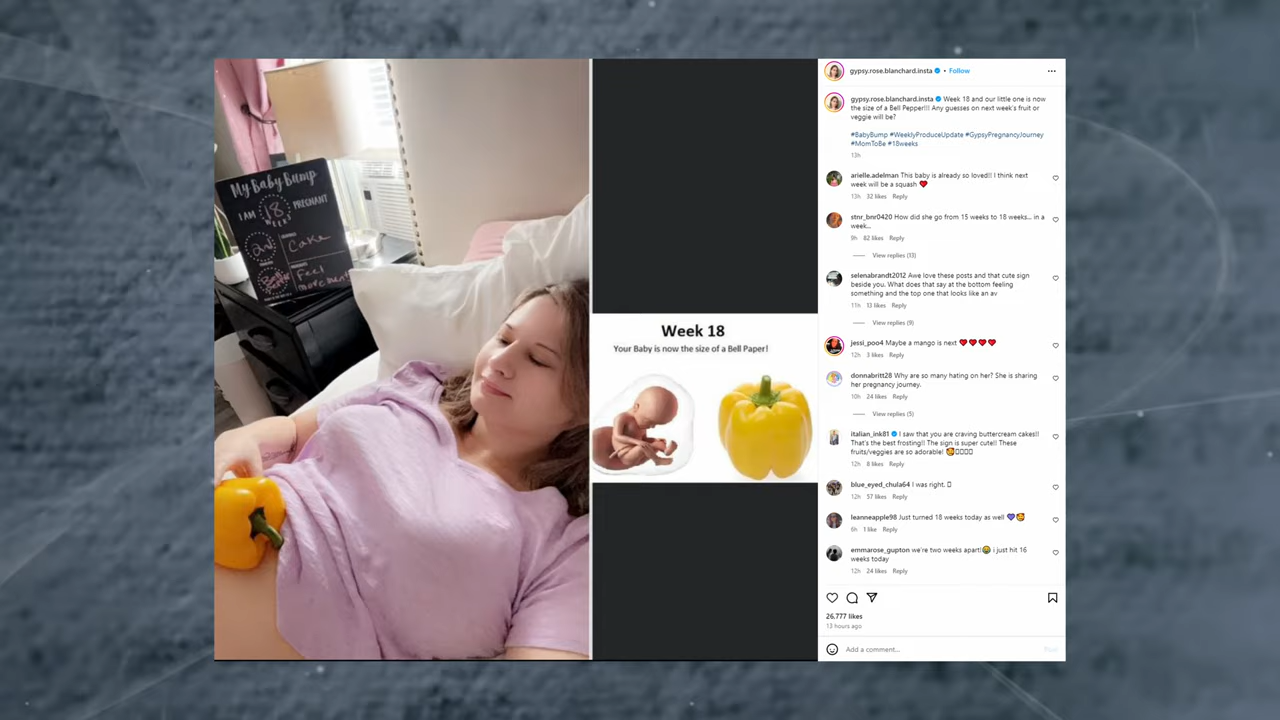 My Baby Bump
I AM 18 WEEKS PREGNANT
Cake
Feel
movement
Week 18
Your Baby is now the size of a Bell Paper!
gypsy.rose.blanchard.insta • Follow
gypsy.rose.blanchard.insta Week 18 and our little one is now
the size of a Bell Pepper!! Any guesses on next week's fruit or
veggie will be?
#BabyBump #WeeklyProduceUpdate #GypsyPregnancyJourney
#MomToBe #18weeks
13h
arielle.adelman This baby is already so loved!! I think next
week will be a squash ❤️
13h 32 likes Reply
stnr_bnr0420 How did she go from 15 weeks to 18 weeks... in a
week...
9h 82 likes Reply
View replies (13)
selenabrandt2012 Awe love these posts and that cute sign
beside you. What does that say at the bottom feeling
something and the top one that looks like an av
11h 13 likes Reply
View replies (9)
jessi_poo4 Maybe a mango is next ❤️❤️❤️❤️
12h 3 likes Reply
donnabritt28 Why are so many hating on her? She is sharing
her pregnancy journey.
10h 24 likes Reply
View replies (5)
italian_ink81 I saw that you are craving buttercream cakes!!
That's the best frosting!! The sign is super cute!! These
fruits/veggies are so adorable! 🥰
12h 8 likes Reply
blue_eyed_chula64 I was right.
12h 57 likes Reply
leanneapple98 Just turned 18 weeks today as well 💜🥰
6h 1 like Reply
emmarose_gupton we're two weeks apart!😂 i just hit 16
weeks today
12h 24 likes Reply
26,777 likes
13 hours ago
Add a comment...
Post